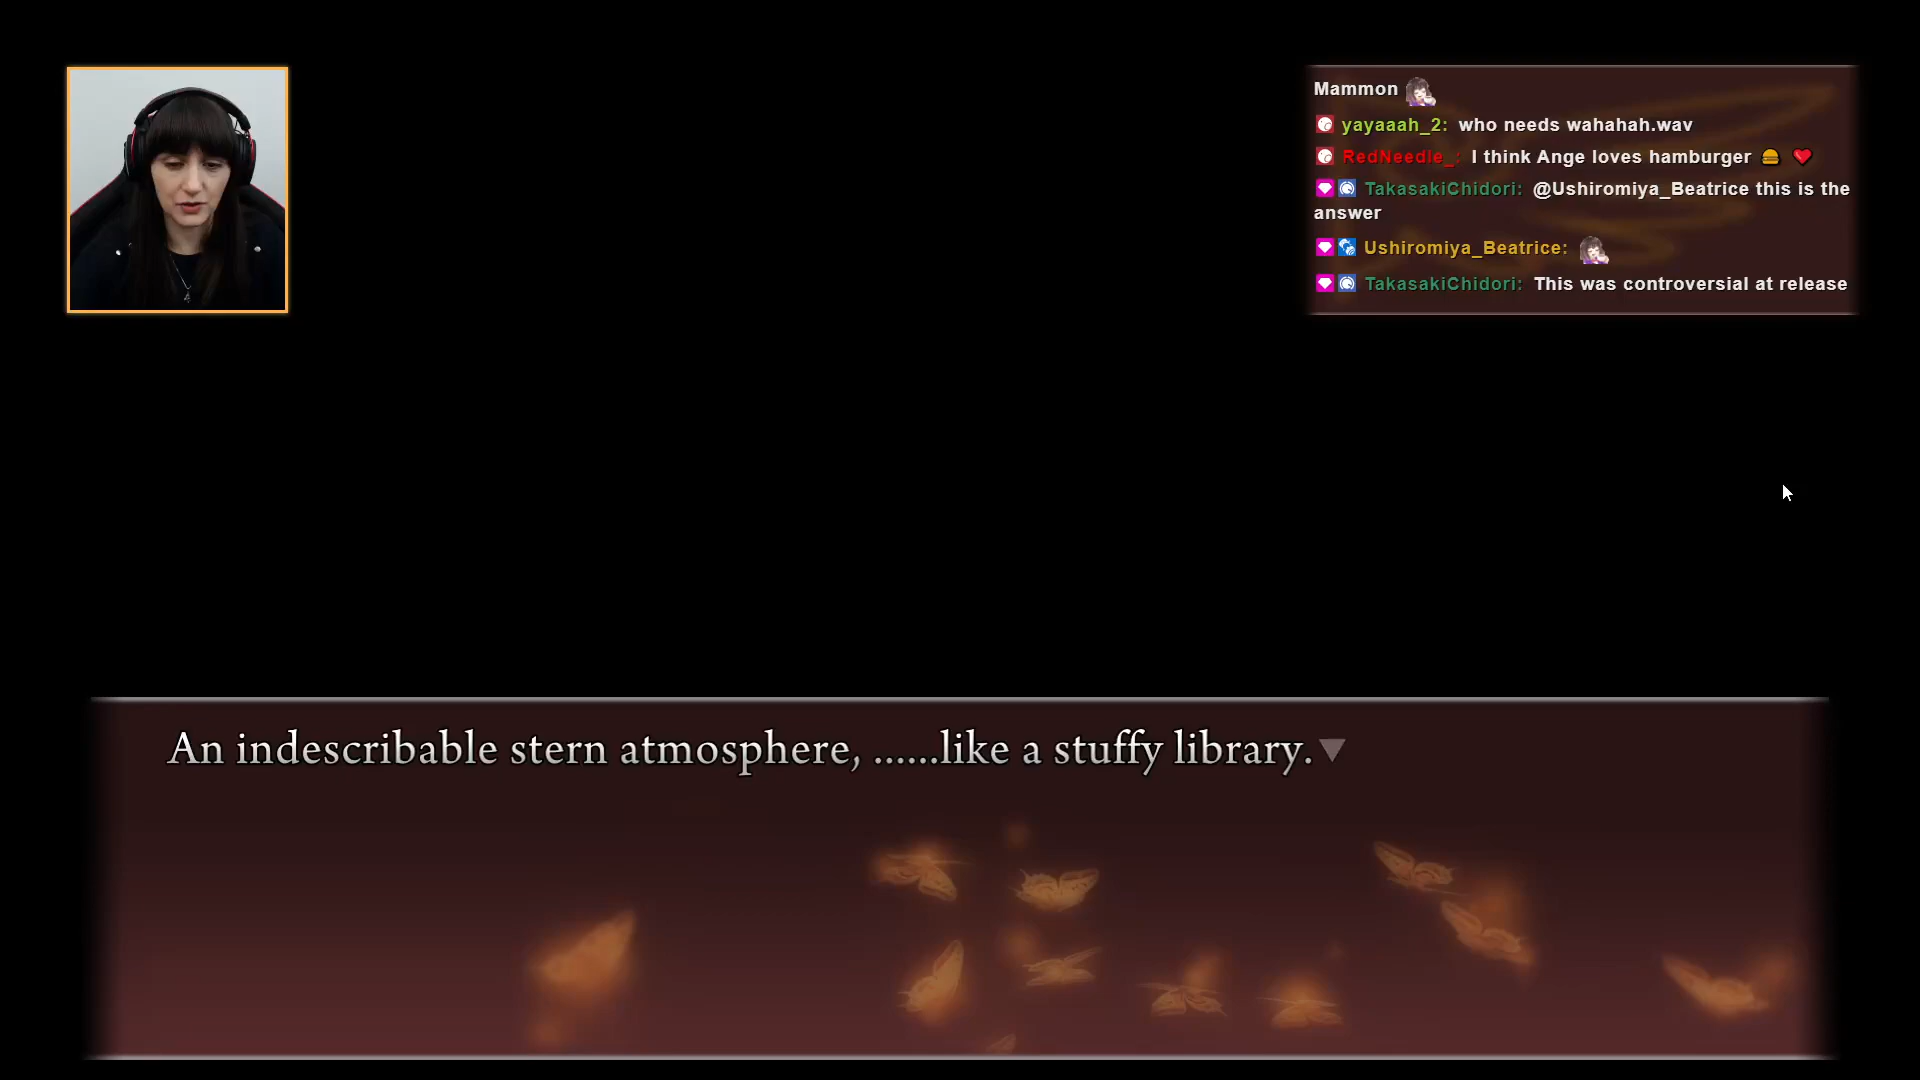 Mammon
yayaaah_2: who needs wahahah.wav
RedNeedle_: I think Ange loves hamburger 🍔 ❤️
TakasakiChidori: @Ushiromiya_Beatrice this is the
answer
Ushiromiya_Beatrice:
TakasakiChidori: This was controversial at release
An indescribable stern atmosphere, ......like a stuffy library.